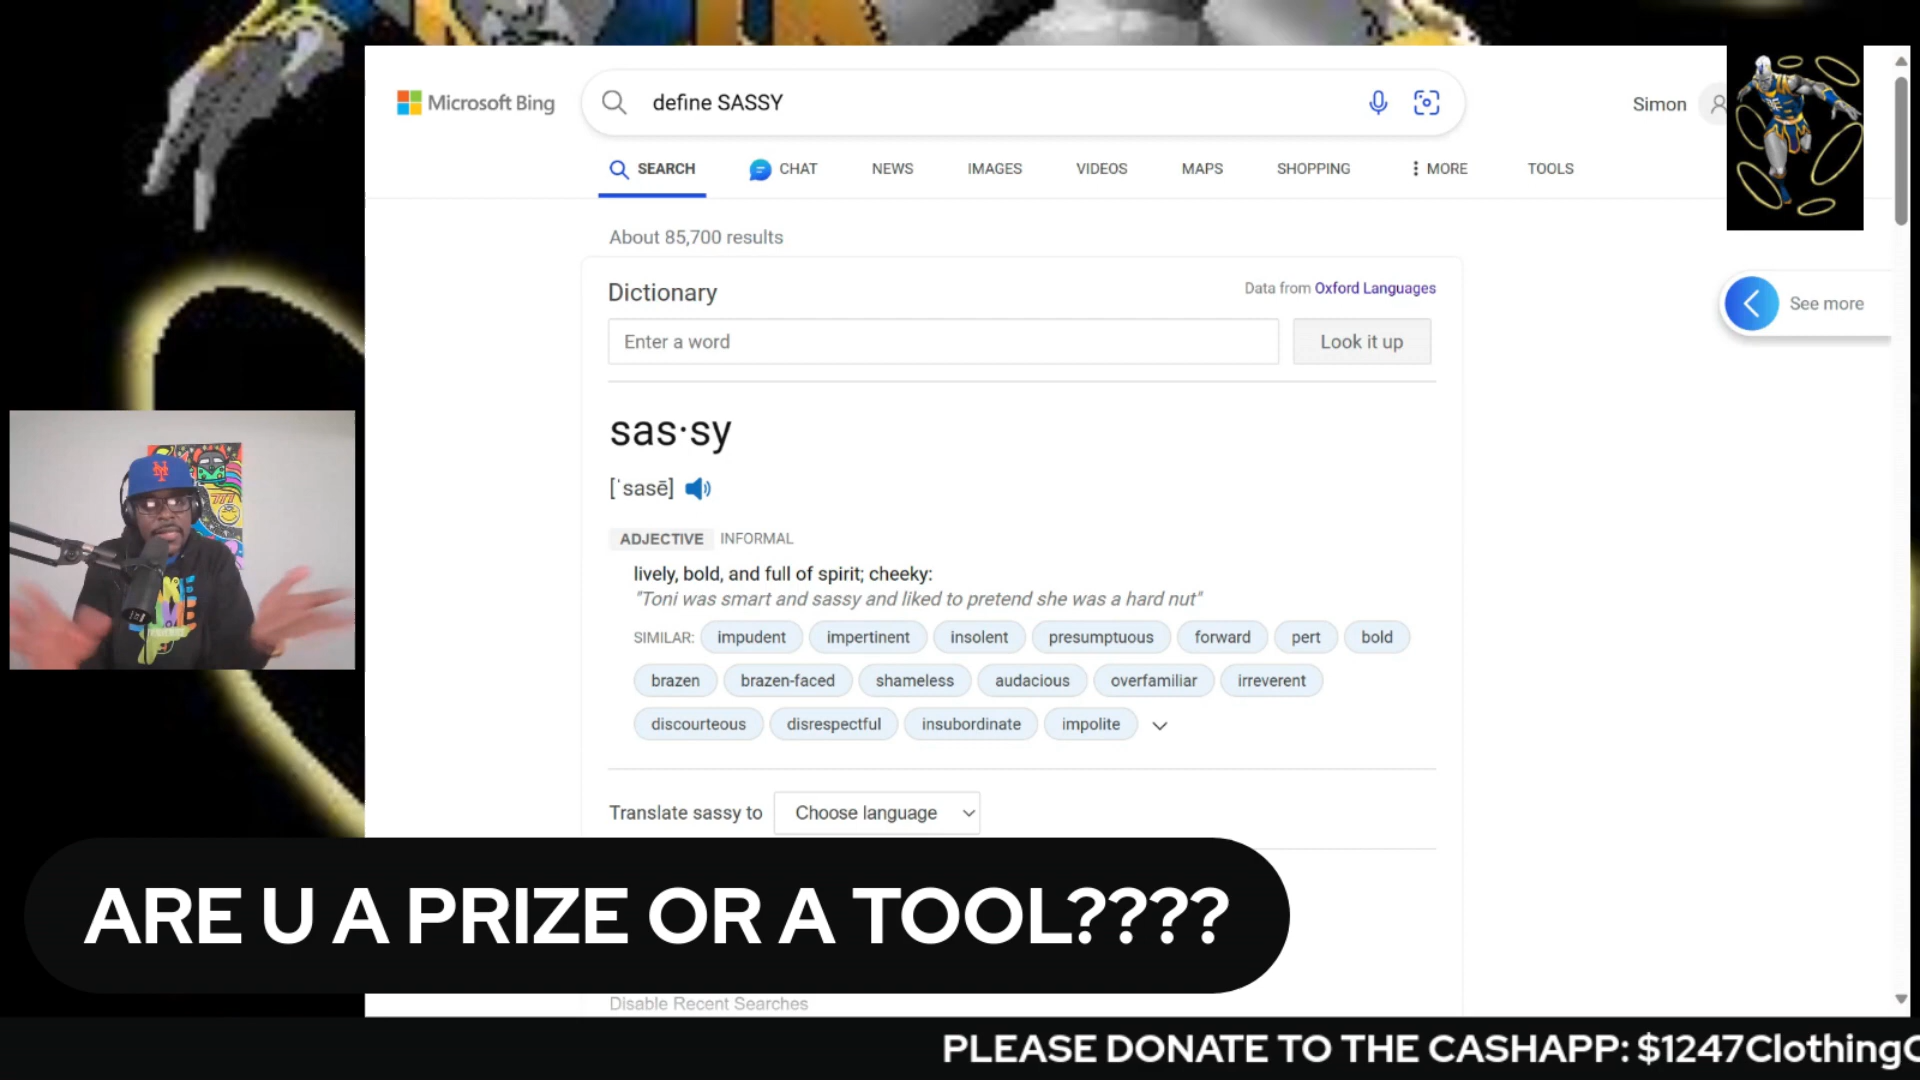 Microsoft Bing
define SASSY
Simon
SEARCH CHAT NEWS IMAGES VIDEOS MAPS SHOPPING MORE TOOLS
About 85,700 results
Dictionary
Data from Oxford Languages
Enter a word
Look it up
See more
sas·sy
[ˈsasē]
ADJECTIVE INFORMAL
lively, bold, and full of spirit; cheeky:
"Toni was smart and sassy and liked to pretend she was a hard nut"
SIMILAR: impudent impertinent insolent presumptuous forward pert bold
brazen brazen-faced shameless audacious overfamiliar irreverent
discourteous disrespectful insubordinate impolite
Translate sassy to Choose language
ARE U A PRIZE OR A TOOL????
Disable Recent Searches
PLEASE DONATE TO THE CASHAPP: $1247Clothing